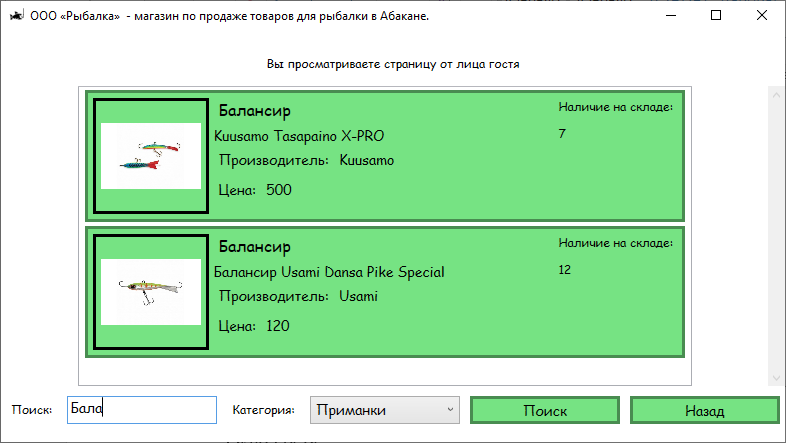 ООО «Рыбалка» - магазин по продаже товаров для рыбалки в Абакане.
Вы просматриваете страницу от лица гостя
Балансир
Наличие на складе:
Kuusamo Tasapaino X-PRO
7
Производитель: Kuusamo
Цена: 500
Балансир
Наличие на складе:
Балансир Usami Dansa Pike Special
12
Производитель: Usami
Цена: 120
Поиск: Бала Категория: Приманки Поиск Назад